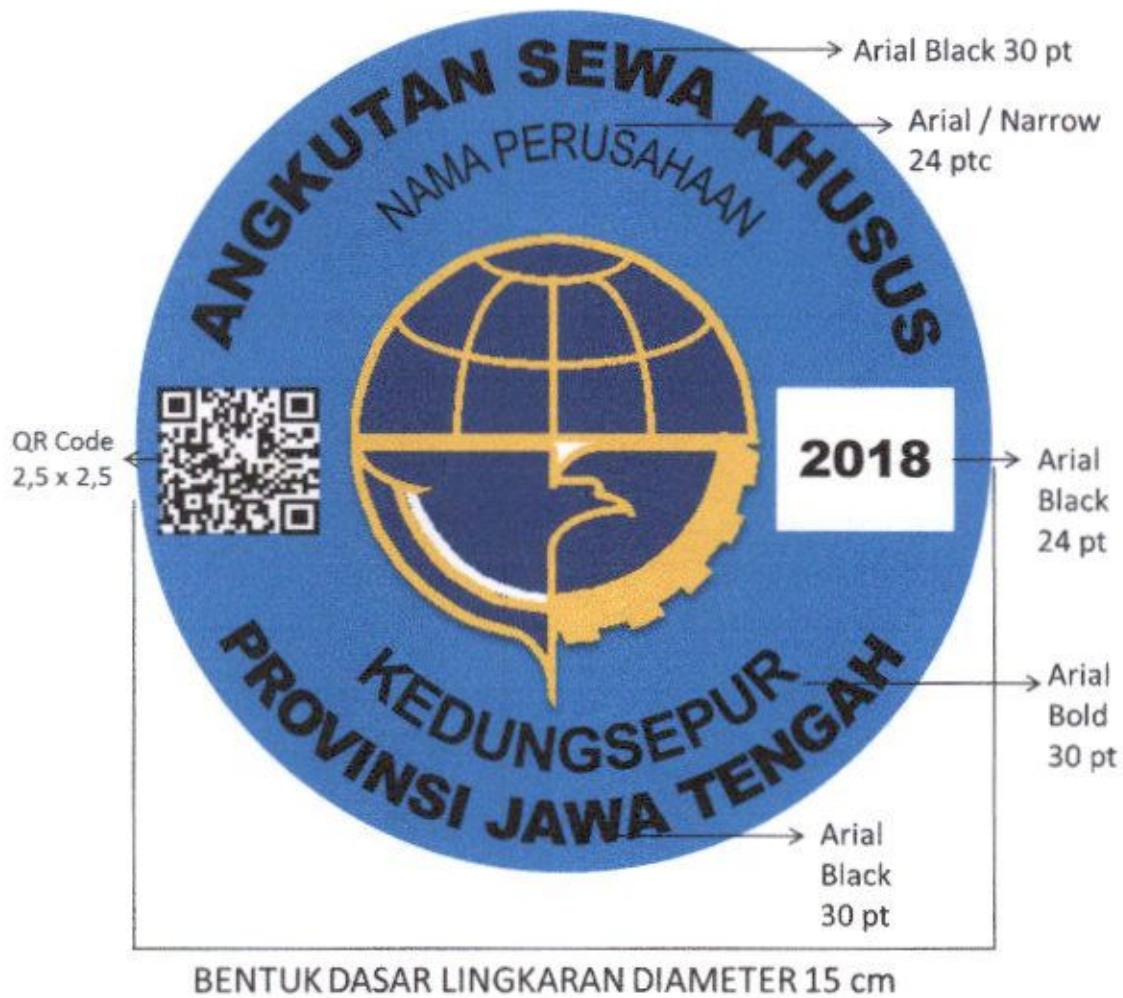 ANGKUTAN SEWA KHUSUS
Arial Black 30 pt
NAMA PERUSAHAAN
Arial / Narrow
24 ptc
QR Code
2,5 x 2,5
2018
Arial
Black
24 pt
KEDUNGSEPUR
Arial
Bold
30 pt
PROVINSI JAWA TENGAH
Arial
Black
30 pt
BENTUK DASAR LINGKARAN DIAMETER 15 cm